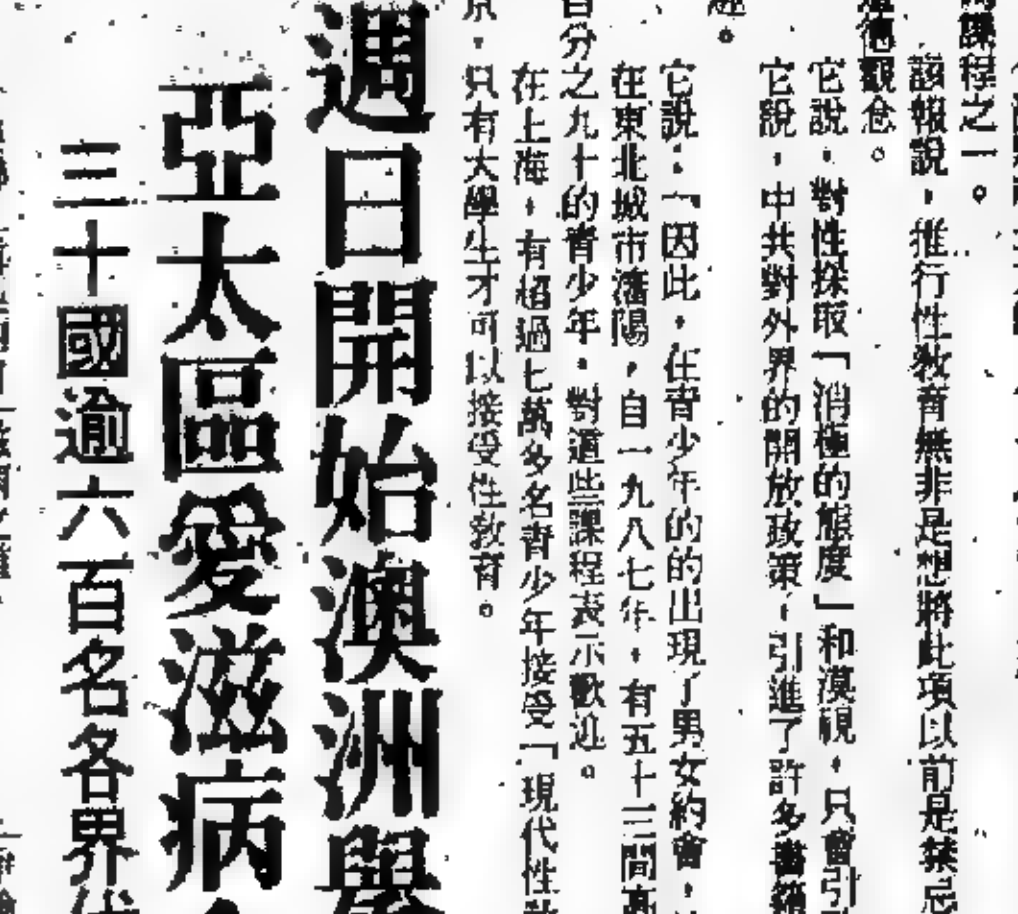 課程之一。
該報說，推行性教育無非是想將此項以前是禁忌
觀念。
它說，對性採取「消極的態度」和漠視，只會引
它說，中共對外界的開放政策，引進了許多書籍
它說：「因此，在青少年的的出現了男女約會，
在東北城市瀋陽，自一九八七年，有五十三間高
百分之九十的青少年，對這些課程表示歡迎。
在上海，有超過七萬多名青少年接受「現代性教
京，只有大學生才可以接受性教育。
週日開始澳洲舉
亞太區愛滋病
三十國逾六百名各界代